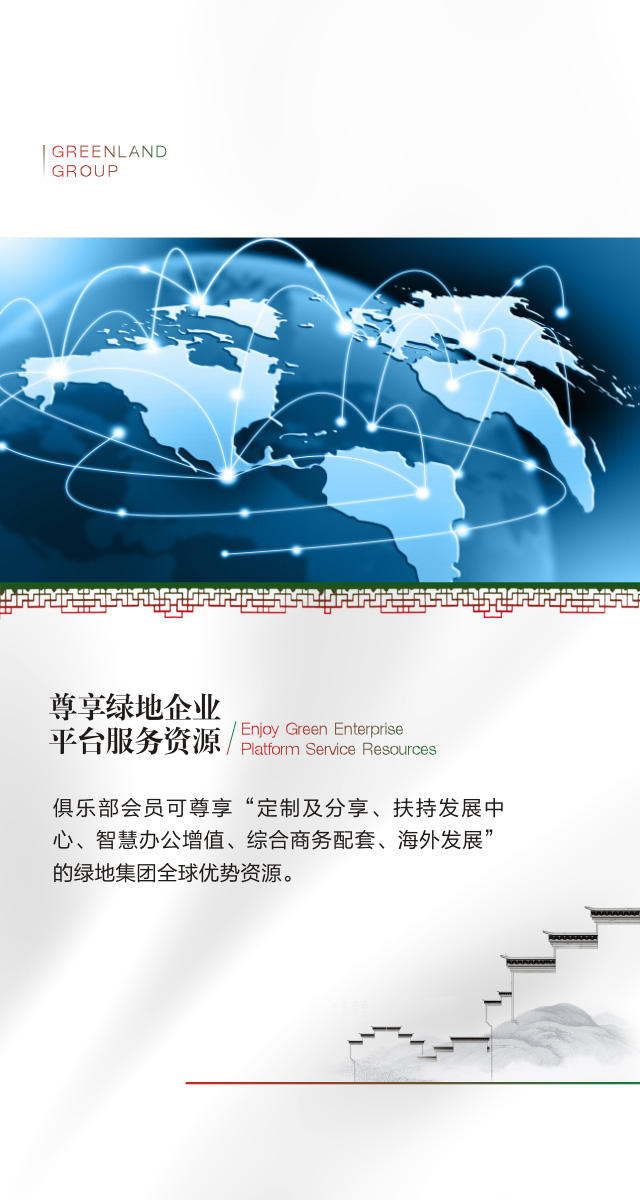 GREENLAND
GROUP
尊享绿地企业
平台服务资源
Enjoy Green Enterprise
Platform Service Resources
俱乐部会员可尊享“定制及分享、扶持发展中
心、智慧办公增值、综合商务配套、海外发展”
的绿地集团全球优势资源。